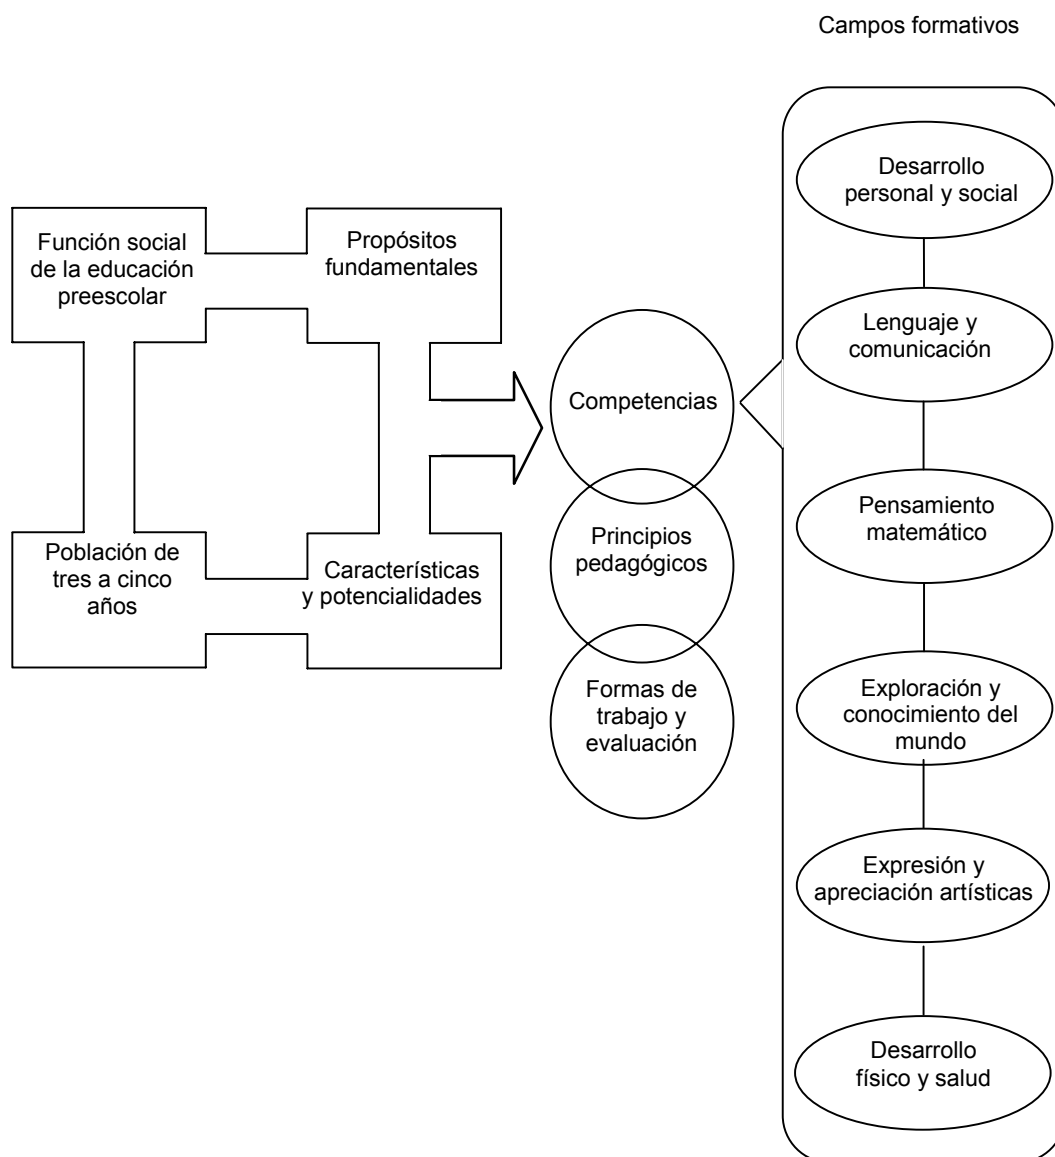 Campos formativos
Función social
de la educación
preescolar
Propósitos
fundamentales
Población de
tres a cinco
años
Características
y potencialidades
Competencias
Principios
pedagógicos
Formas de
trabajo y
evaluación
Desarrollo
personal y social
Lenguaje y
comunicación
Pensamiento
matemático
Exploración y
conocimiento del
mundo
Expresión y
apreciación artísticas
Desarrollo
físico y salud